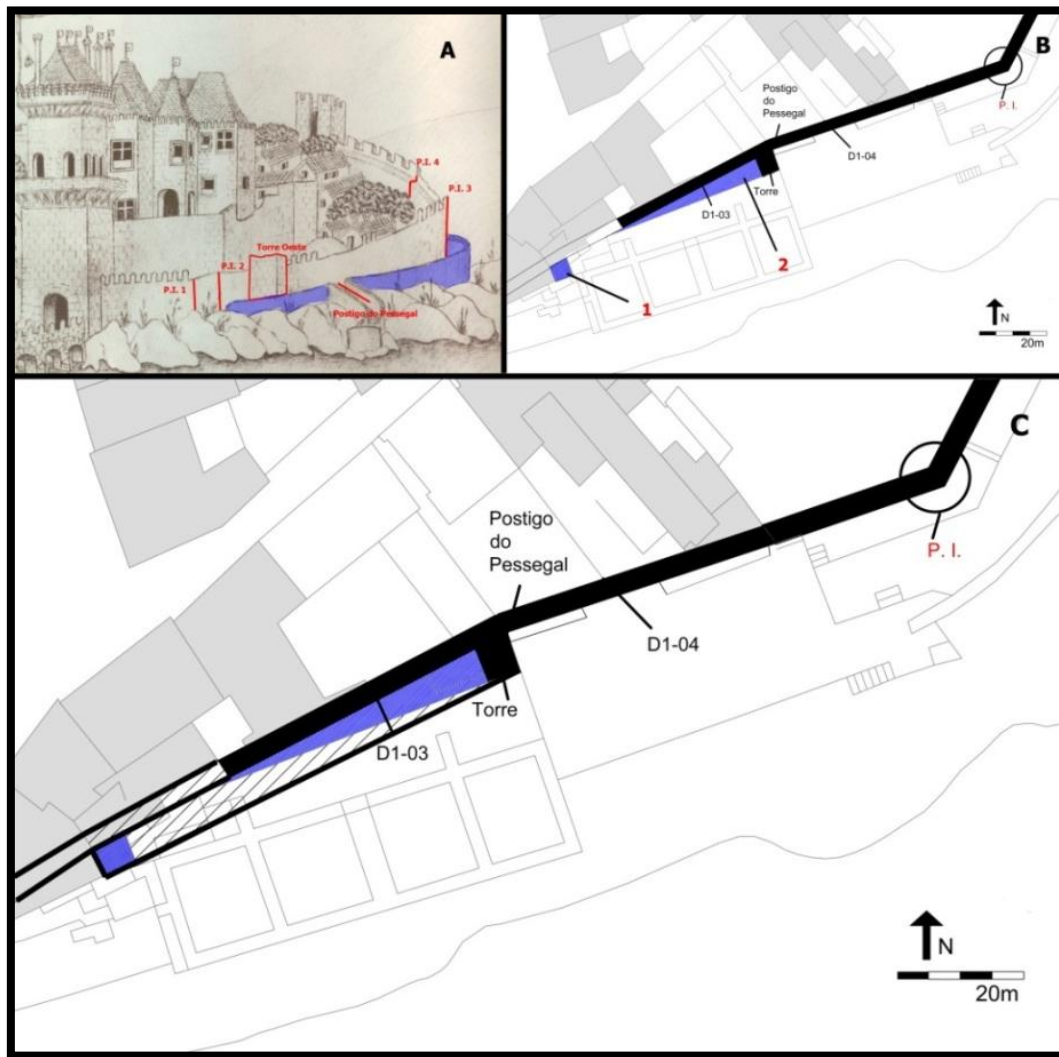 A
P.I. 4
P.I. 3
Torre Oeste
P.I. 2
P.I. 1
Postigo do Pessegal
B
Postigo
do
Pessegal
P. I.
D1-04
Torre
D1-03
2
1
N
20m
C
Postigo
do
Pessegal
P. I.
D1-04
Torre
D1-03
N
20m